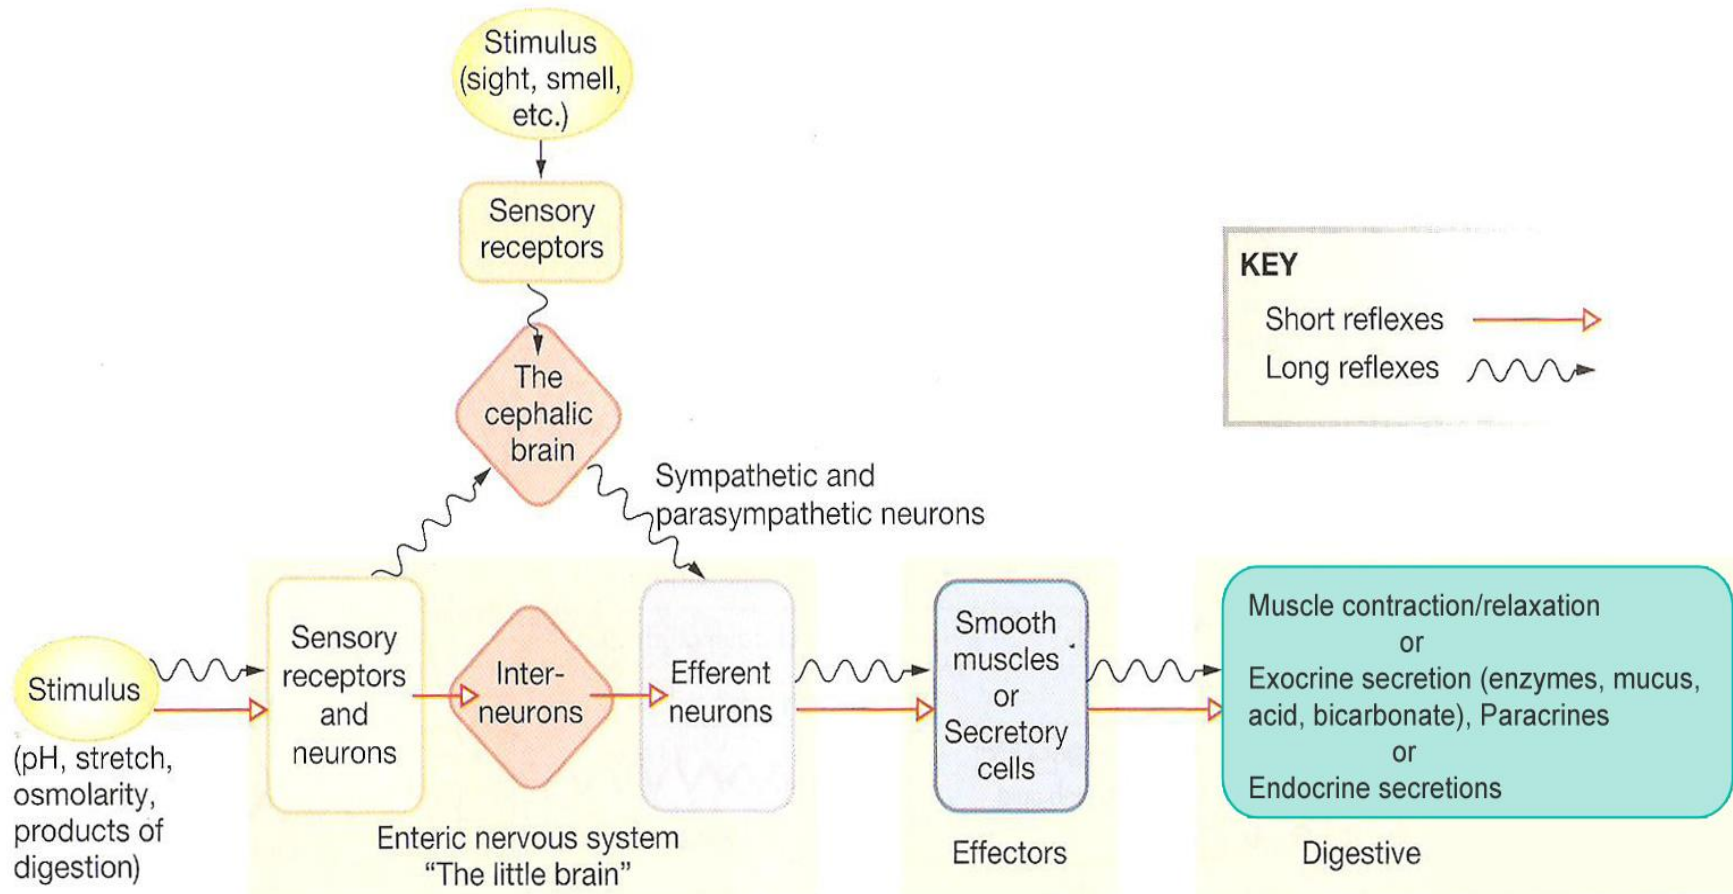 Stimulus
(sight, smell,
etc.)
Sensory
receptors
The
cephalic
brain
KEY
Short reflexes
Long reflexes
Sympathetic and
parasympathetic neurons
Stimulus
(pH, stretch,
osmolarity,
products of
digestion)
Sensory
receptors
and
neurons
Inter-
neurons
Efferent
neurons
Enteric nervous system
“The little brain”
Smooth
muscles
or
Secretory
cells
Effectors
Muscle contraction/relaxation
or
Exocrine secretion (enzymes, mucus,
acid, bicarbonate), Paracrines
or
Endocrine secretions
Digestive